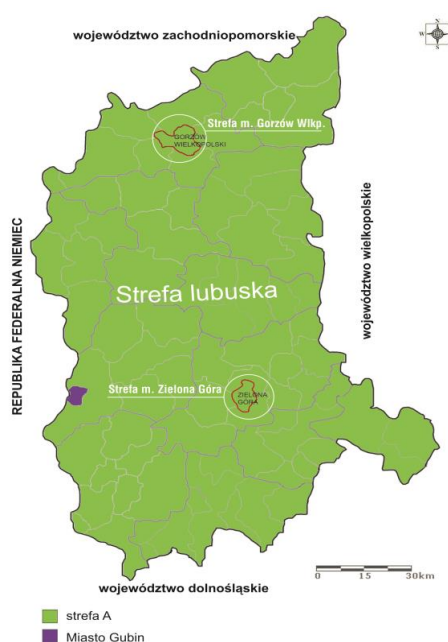 województwo zachodniopomorskie
N
W
E
S
Strefa m. Gorzów Wlkp.
GORZÓW
WIELKOPOLSKI
REPUBLIKA FEDERALNA NIEMIEC
województwo wielkopolskie
Strefa lubuska
Strefa m. Zielona Góra
ZIELONA
GÓRA
0 15 30km
województwo dolnośląskie
strefa A
Miasto Gubin